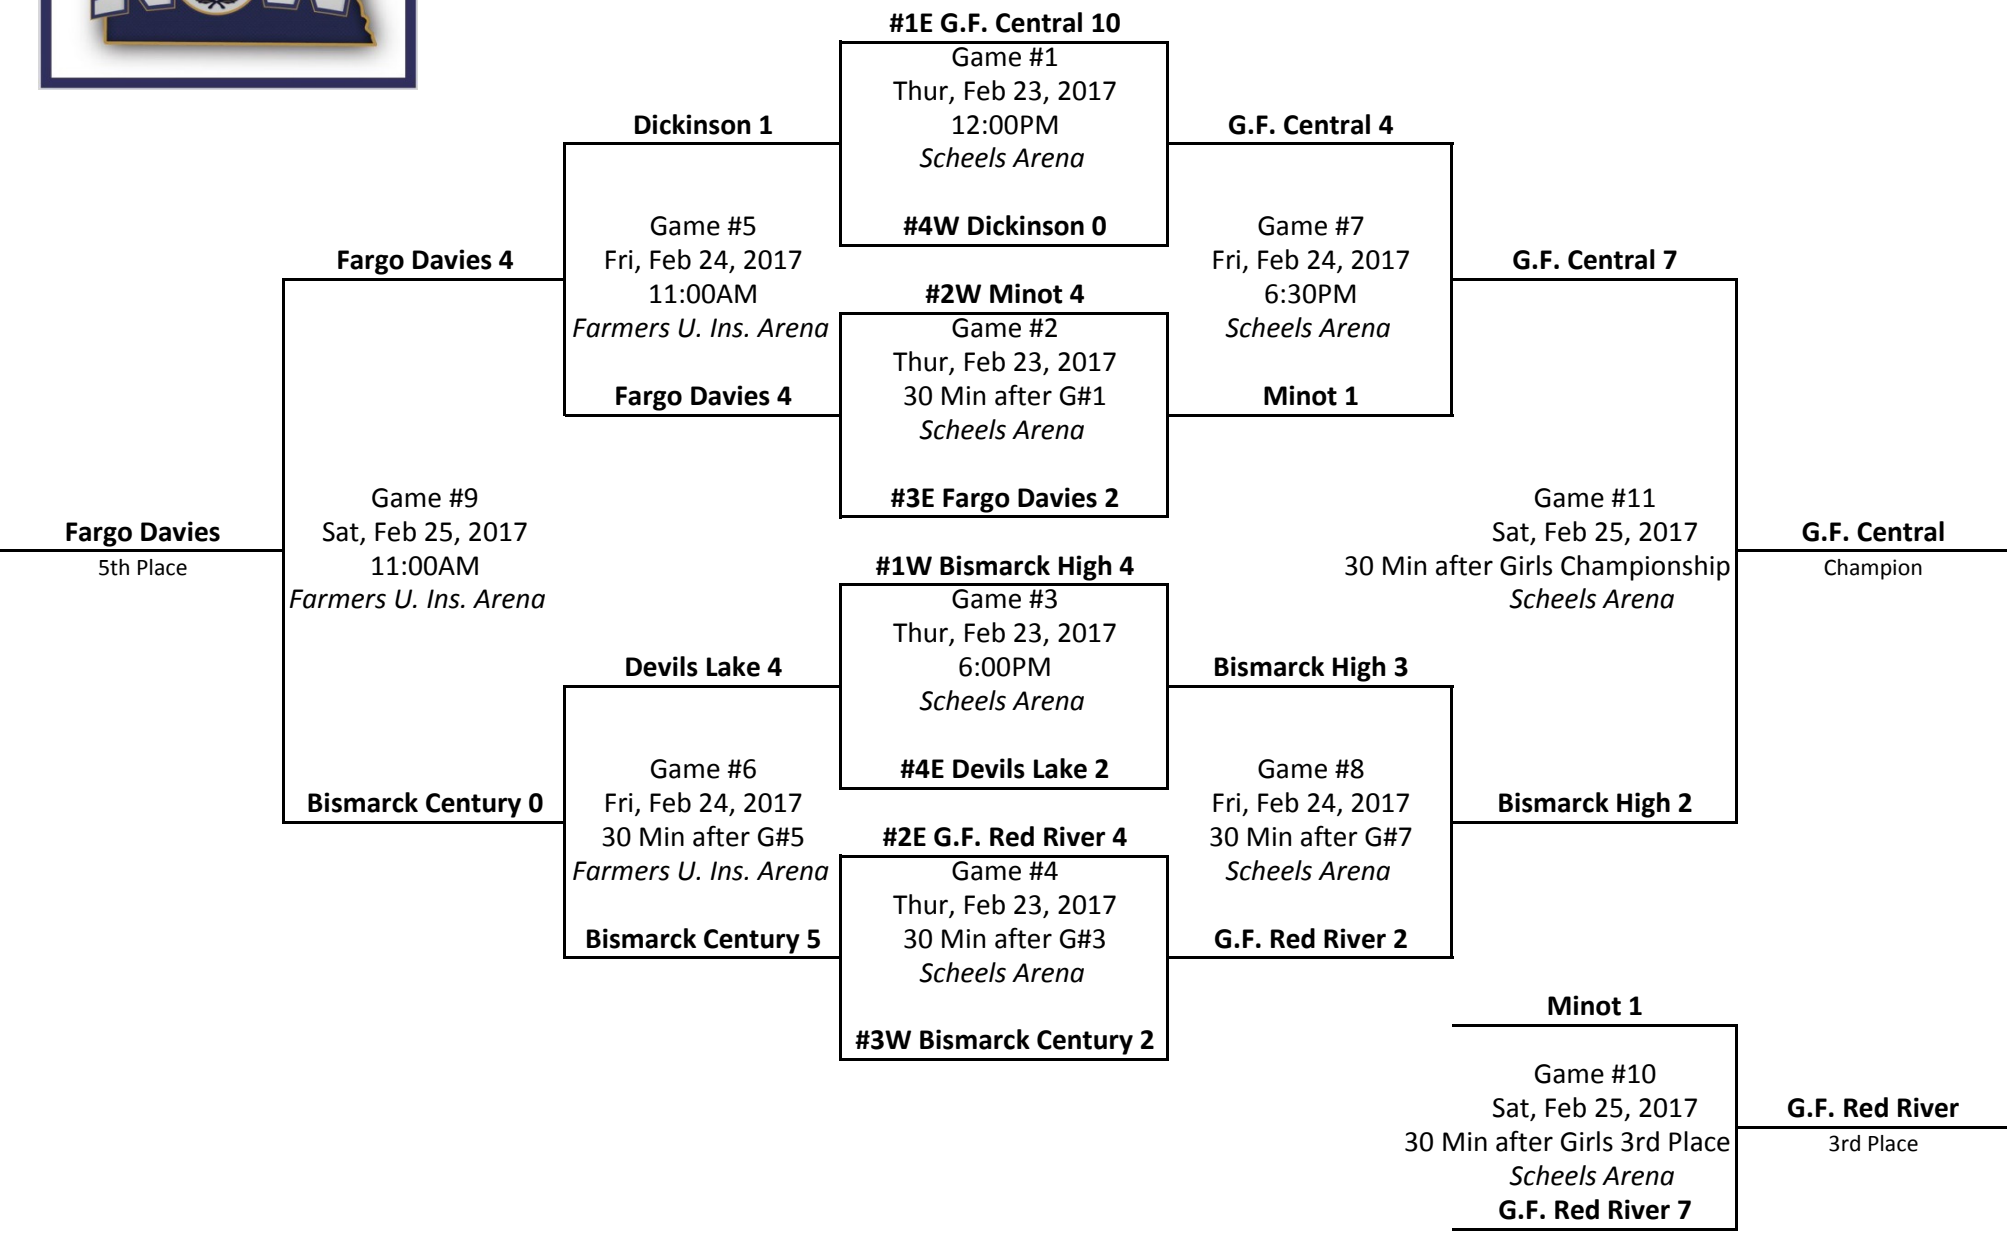 #1E G.F. Central 10
Game #1
Thur, Feb 23, 2017
12:00PM
Scheels Arena
#4W Dickinson 0
#2W Minot 4
Game #2
Thur, Feb 23, 2017
30 Min after G#1
Scheels Arena
#3E Fargo Davies 2
#1W Bismarck High 4
Game #3
Thur, Feb 23, 2017
6:00PM
Scheels Arena
#4E Devils Lake 2
#2E G.F. Red River 4
Game #4
Thur, Feb 23, 2017
30 Min after G#3
Scheels Arena
#3W Bismarck Century 2
Dickinson 1
Game #5
Fri, Feb 24, 2017
11:00AM
Farmers U. Ins. Arena
Fargo Davies 4
Devils Lake 4
Game #6
Fri, Feb 24, 2017
30 Min after G#5
Farmers U. Ins. Arena
Bismarck Century 5
G.F. Central 4
Game #7
Fri, Feb 24, 2017
6:30PM
Scheels Arena
Minot 1
Bismarck High 3
Game #8
Fri, Feb 24, 2017
30 Min after G#7
Scheels Arena
G.F. Red River 2
Fargo Davies 4
Game #9
Sat, Feb 25, 2017
11:00AM
Farmers U. Ins. Arena
Bismarck Century 0
Fargo Davies
5th Place
Minot 1
Game #10
Sat, Feb 25, 2017
30 Min after Girls 3rd Place
Scheels Arena
G.F. Red River 7
G.F. Red River
3rd Place
G.F. Central 7
Game #11
Sat, Feb 25, 2017
30 Min after Girls Championship
Scheels Arena
Bismarck High 2
G.F. Central
Champion